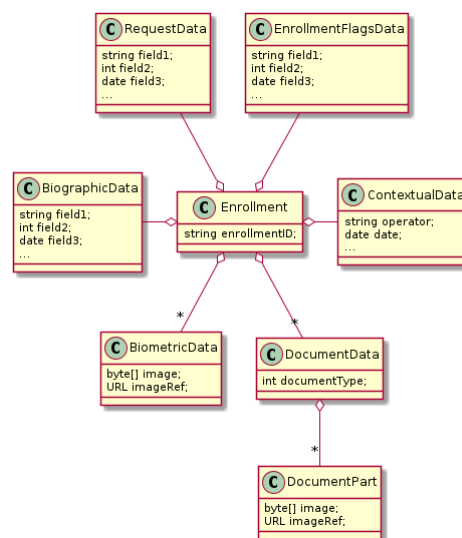 C RequestData
string field1;
int field2;
date field3;
...
C EnrollmentFlagsData
string field1;
int field2;
date field3;
...
C BiographicData
string field1;
int field2;
date field3;
...
C Enrollment
string enrollmentID;
C ContextualData
string operator;
date date;
...
*
*
C BiometricData
byte[] image;
URL imageRef;
C DocumentData
int documentType;
*
C DocumentPart
byte[] image;
URL imageRef;